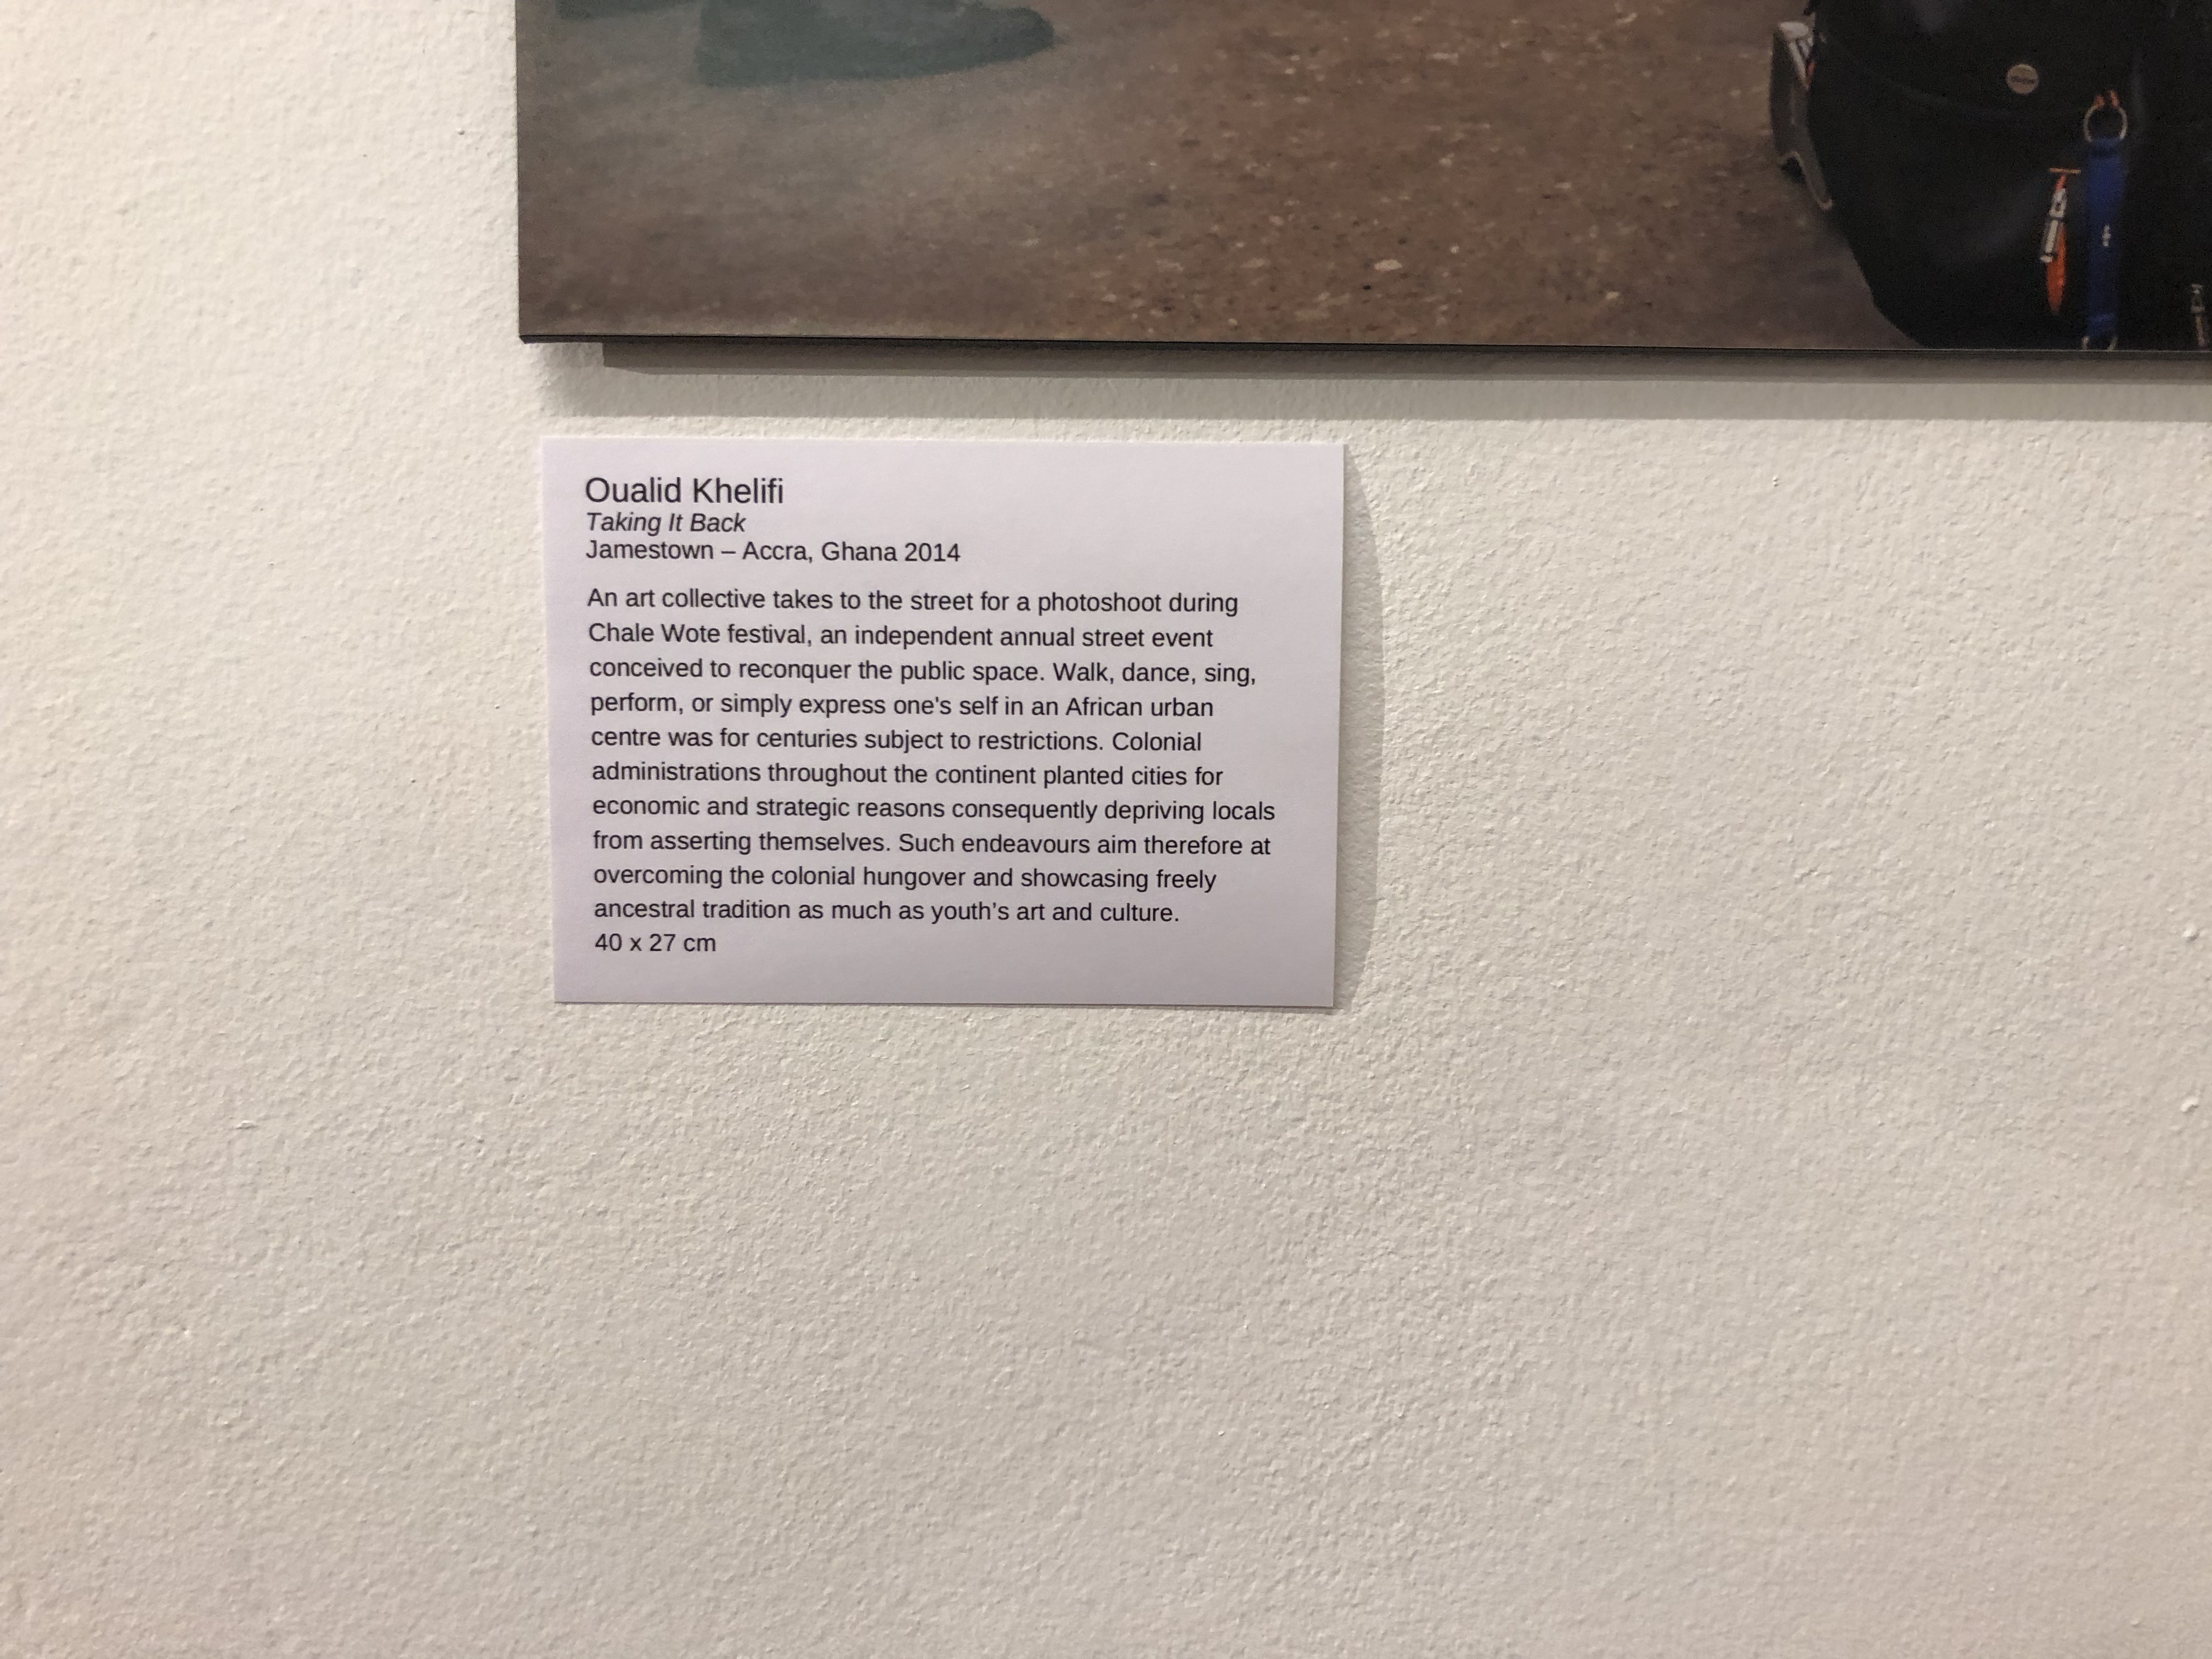 Oualid Khelifi
Taking It Back
Jamestown – Accra, Ghana 2014
An art collective takes to the street for a photoshoot during
Chale Wote festival, an independent annual street event
conceived to reconquer the public space. Walk, dance, sing,
perform, or simply express one's self in an African urban
centre was for centuries subject to restrictions. Colonial
administrations throughout the continent planted cities for
economic and strategic reasons consequently depriving locals
from asserting themselves. Such endeavours aim therefore at
overcoming the colonial hungover and showcasing freely
ancestral tradition as much as youth’s art and culture.
40 x 27 cm